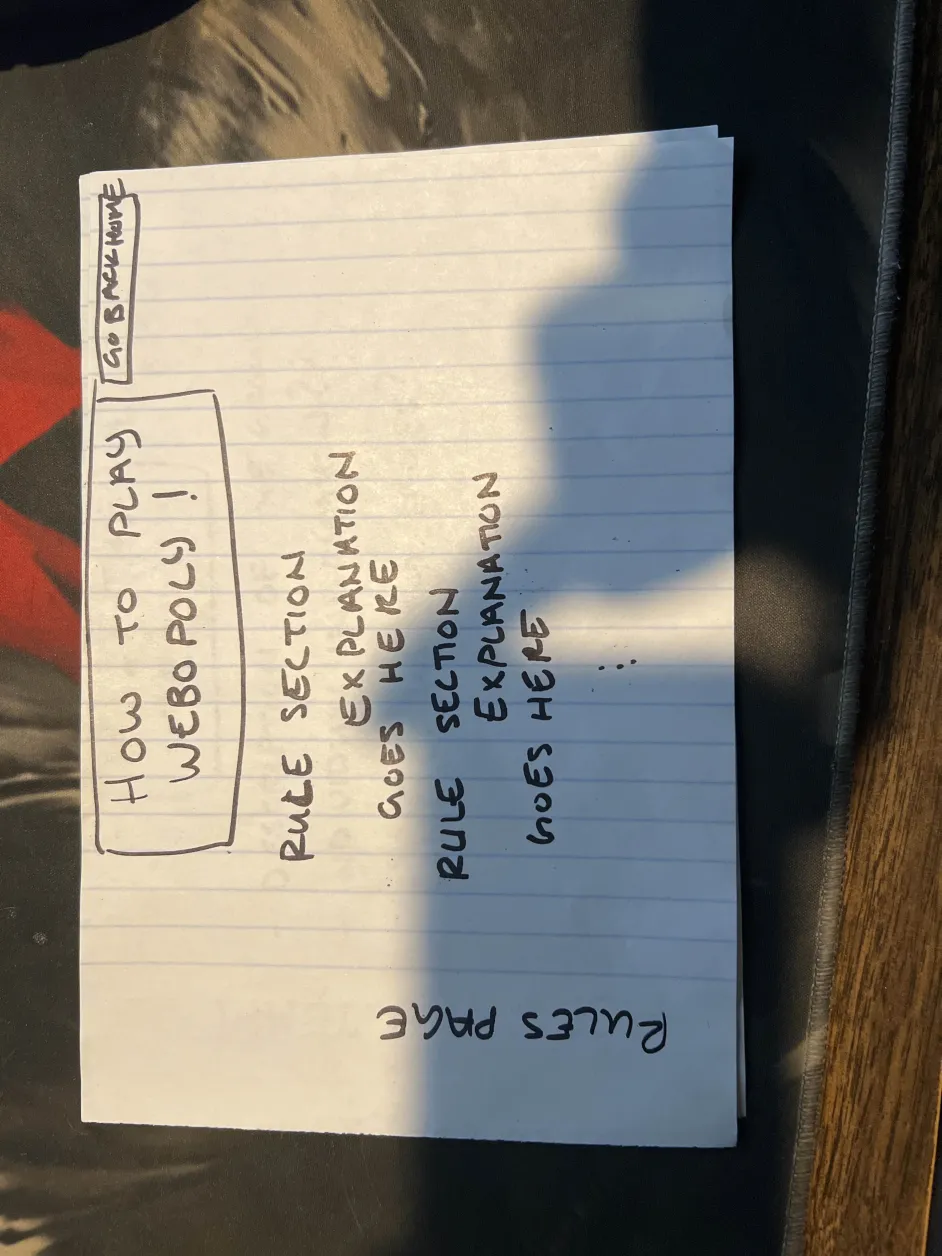 GO BACK HOME
HOW TO PLAY
WEBOPOLY!
RULE SECTION
EXPLANATION
GOES HERE
RULE SECTION
EXPLANATION
GOES HERE
...
RULES PAGE